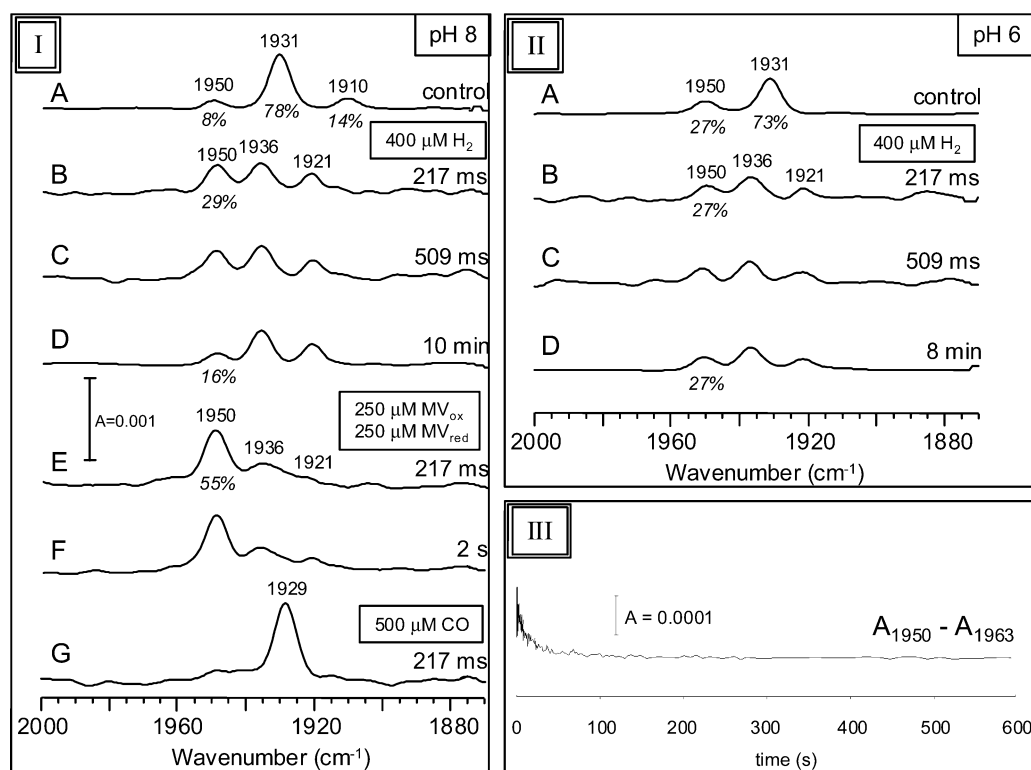 I
pH 8
A
1950
1931
1910
control
8%
78%
14%
400 μM H2
B
1950
1936
1921
217 ms
29%
C
509 ms
D
10 min
16%
A=0.001
250 μM MVox
250 μM MVred
E
1950
1936
1921
217 ms
55%
F
2 s
1929
500 μM CO
G
217 ms
2000 1960 1920 1880
Wavenumber (cm-1)
II
pH 6
A
1950
1931
control
27%
73%
400 μM H2
B
1950
1936
1921
217 ms
27%
C
509 ms
D
8 min
27%
2000 1960 1920 1880
Wavenumber (cm-1)
III
A = 0.0001
A1950 - A1963
0 100 200 300 400 500 600
time (s)